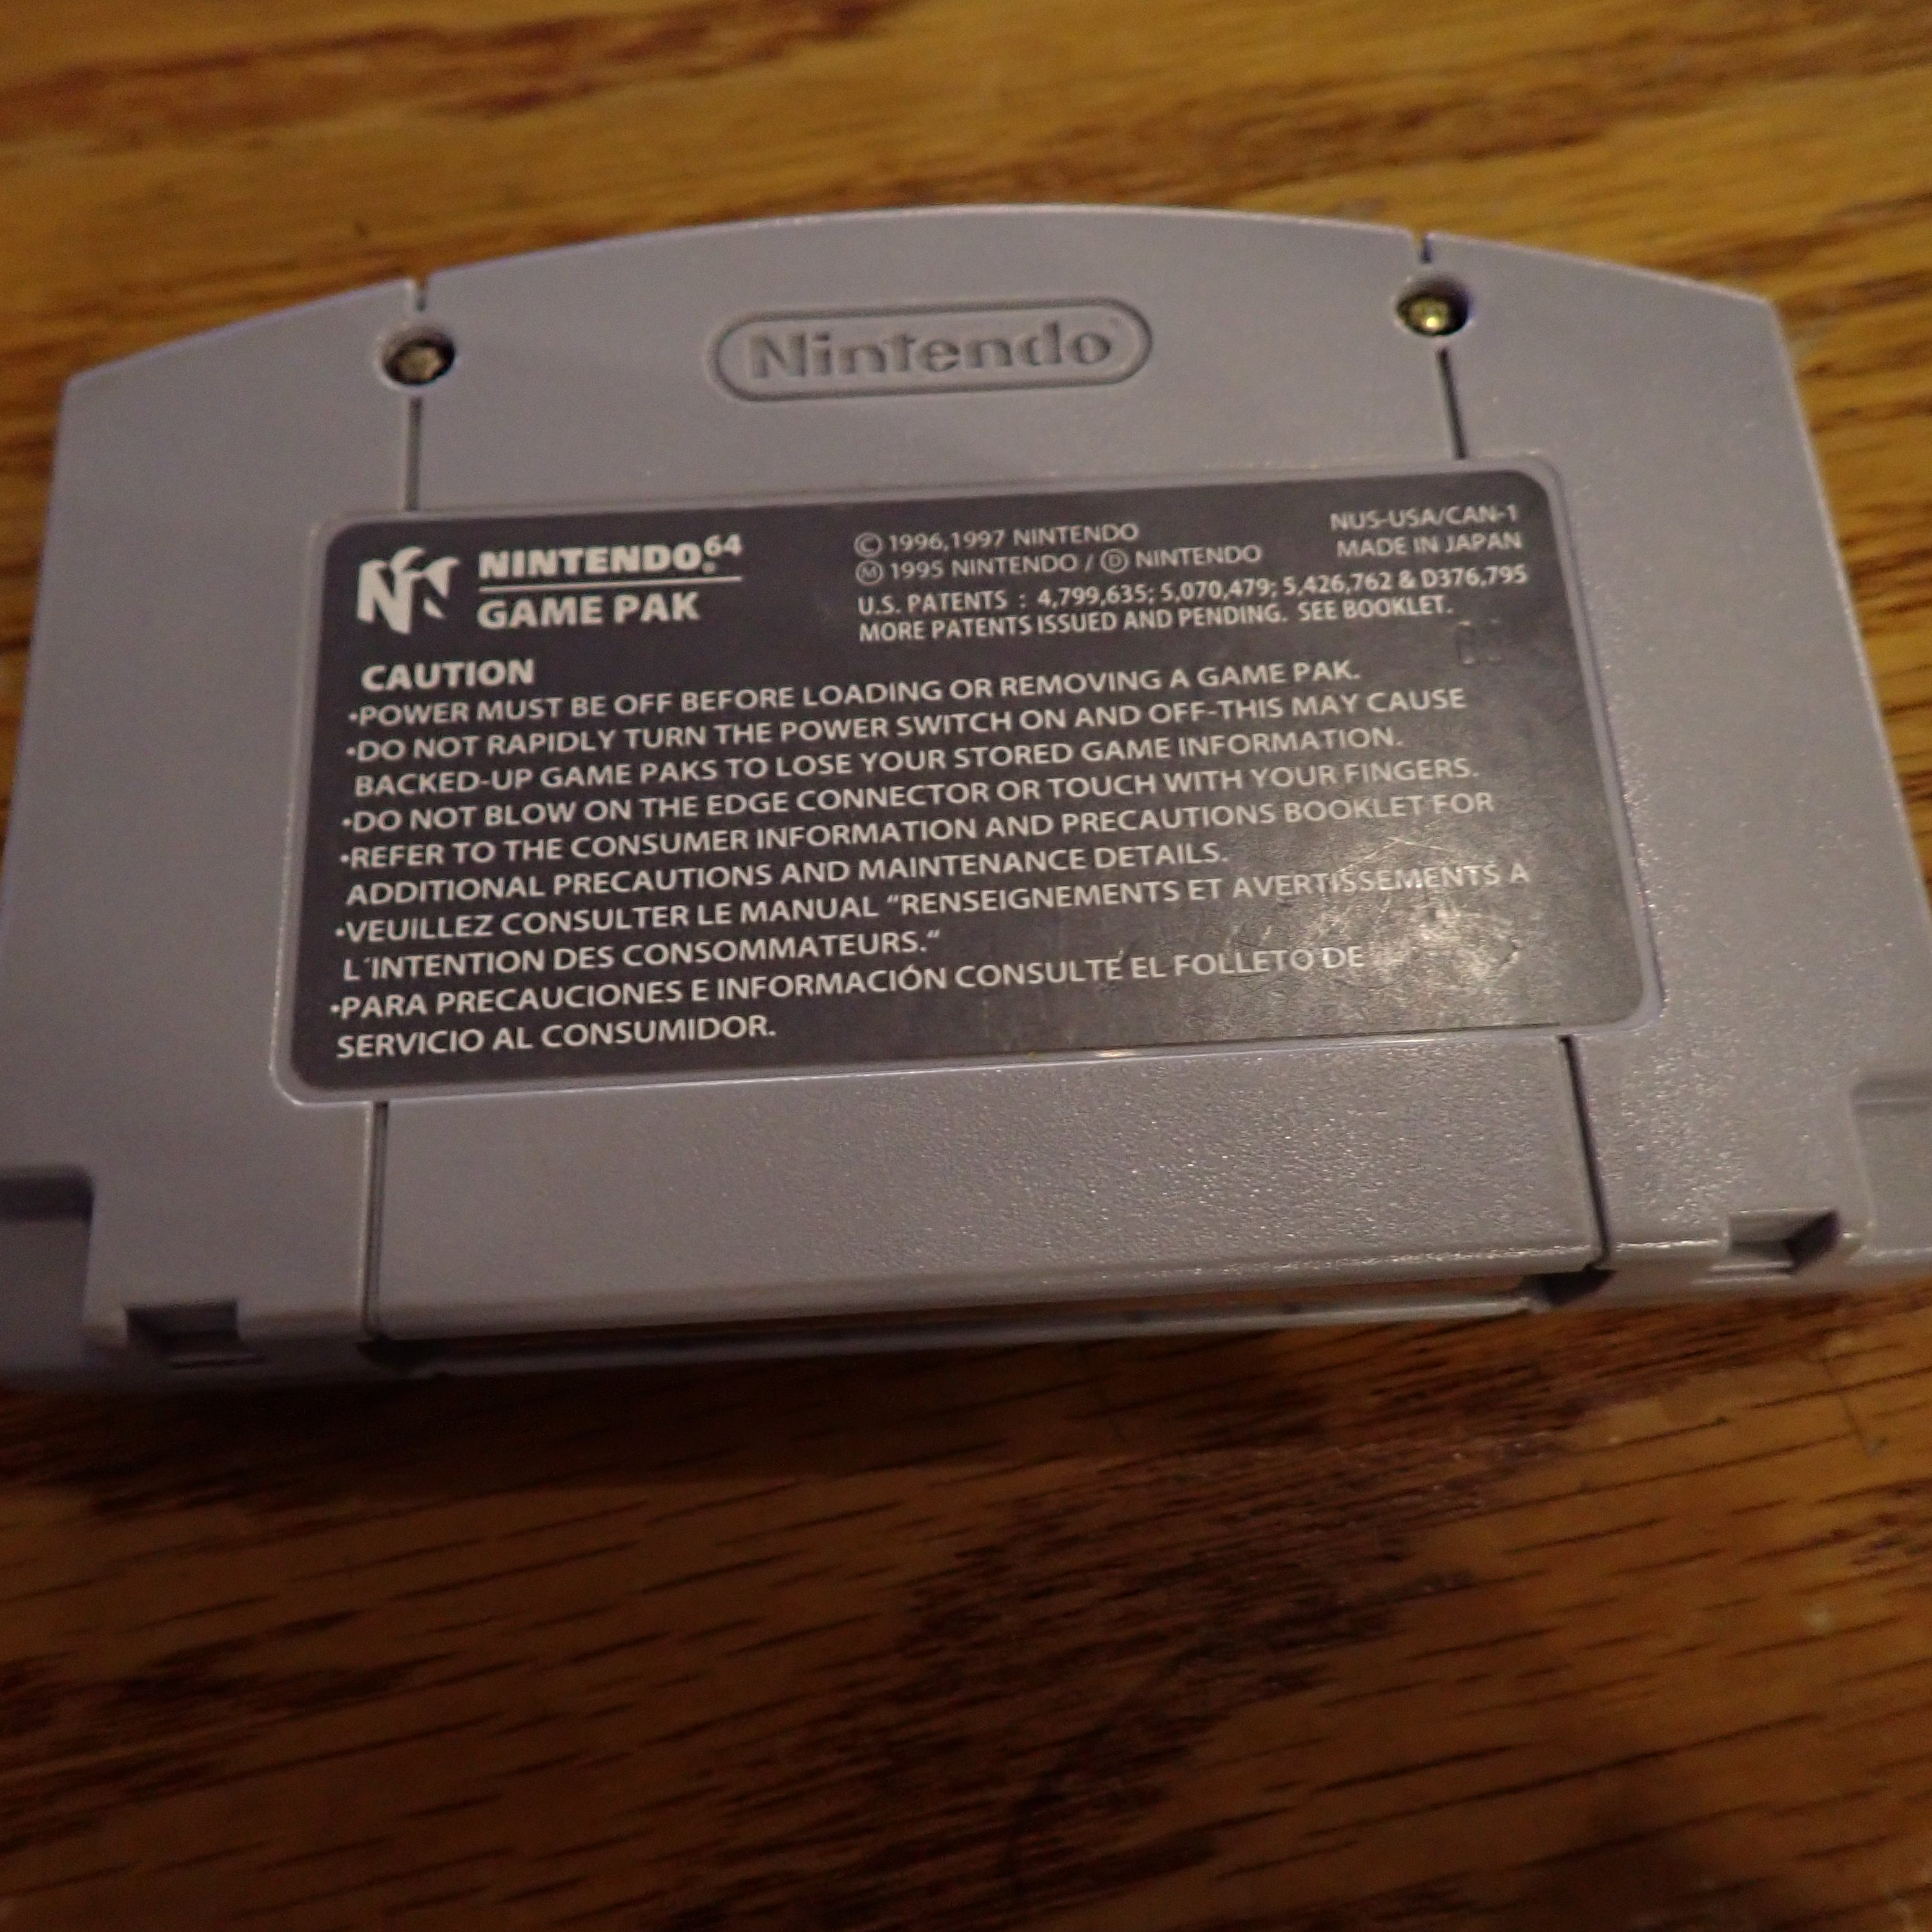 Nintendo
NINTENDO64
GAME PAK
© 1996,1997 NINTENDO
Ⓜ 1995 NINTENDO / Ⓓ NINTENDO
NUS-USA/CAN-1
MADE IN JAPAN
U.S. PATENTS : 4,799,635; 5,070,479; 5,426,762 & D376,795
MORE PATENTS ISSUED AND PENDING. SEE BOOKLET.
CAUTION
•POWER MUST BE OFF BEFORE LOADING OR REMOVING A GAME PAK.
•DO NOT RAPIDLY TURN THE POWER SWITCH ON AND OFF-THIS MAY CAUSE
BACKED-UP GAME PAKS TO LOSE YOUR STORED GAME INFORMATION.
•DO NOT BLOW ON THE EDGE CONNECTOR OR TOUCH WITH YOUR FINGERS.
•REFER TO THE CONSUMER INFORMATION AND PRECAUTIONS BOOKLET FOR
ADDITIONAL PRECAUTIONS AND MAINTENANCE DETAILS.
•VEUILLEZ CONSULTER LE MANUAL “RENSEIGNEMENTS ET AVERTISSEMENTS A
L´INTENTION DES CONSOMMATEURS.“
•PARA PRECAUCIONES E INFORMACIÓN CONSULTE EL FOLLETO DE
SERVICIO AL CONSUMIDOR.